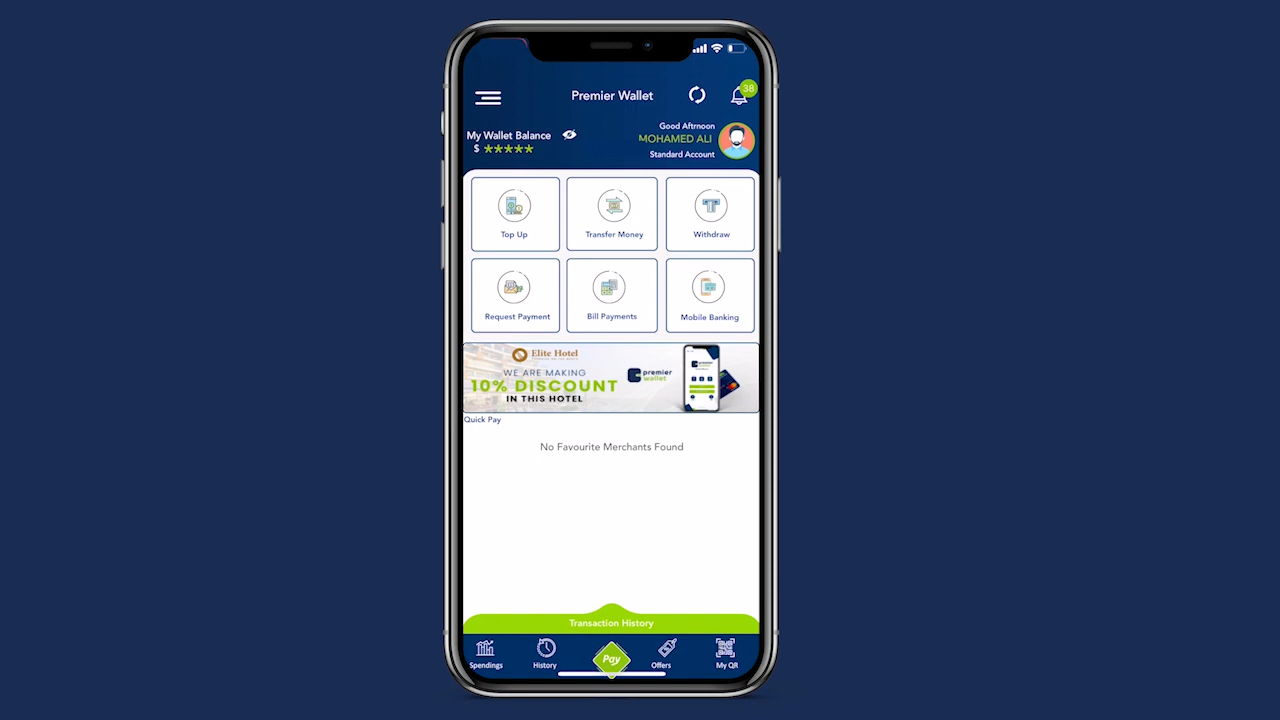 Premier Wallet
38
My Wallet Balance
$ *****
Good Aftrnoon
MOHAMED ALI
Standard Account
Top Up
Transfer Money
Withdraw
Request Payment
Bill Payments
Mobile Banking
Elite Hotel
WE ARE MAKING
10% DISCOUNT
IN THIS HOTEL
premier
wallet
premier
wallet
Quick Pay
No Favourite Merchants Found
Transaction History
Spendings
History
Pay
Offers
My QR